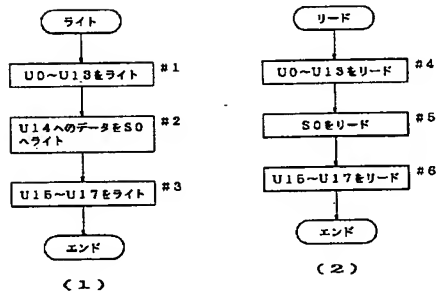 ライト
U0～U13をライト
#1
U14へのデータをS0
へライト
#2
U15～U17をライト
#3
エンド
(1)
リード
U0～U13をリード
#4
S0をリード
#5
U15～U17をリード
#6
エンド
(2)